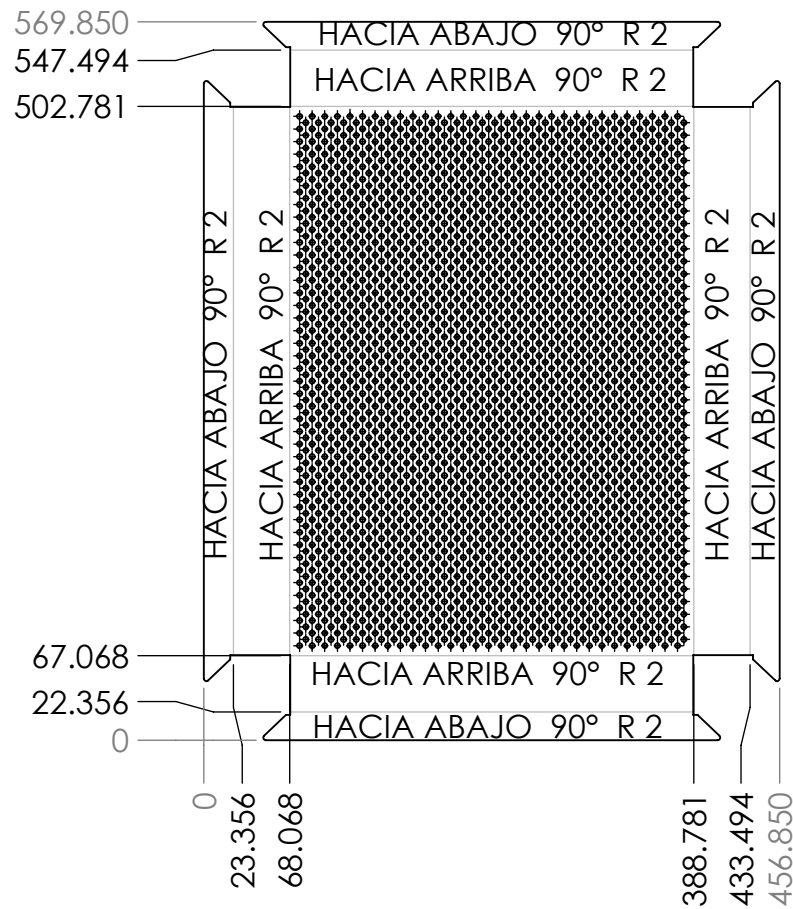 569.850
HACIA ABAJO 90° R 2
547.494
HACIA ARRIBA 90° R 2
502.781
HACIA ABAJO 90° R 2
HACIA ARRIBA 90° R 2
HACIA ARRIBA 90° R 2
HACIA ABAJO 90° R 2
67.068
HACIA ARRIBA 90° R 2
22.356
HACIA ABAJO 90° R 2
0
0
23.356
68.068
388.781
433.494
456.850